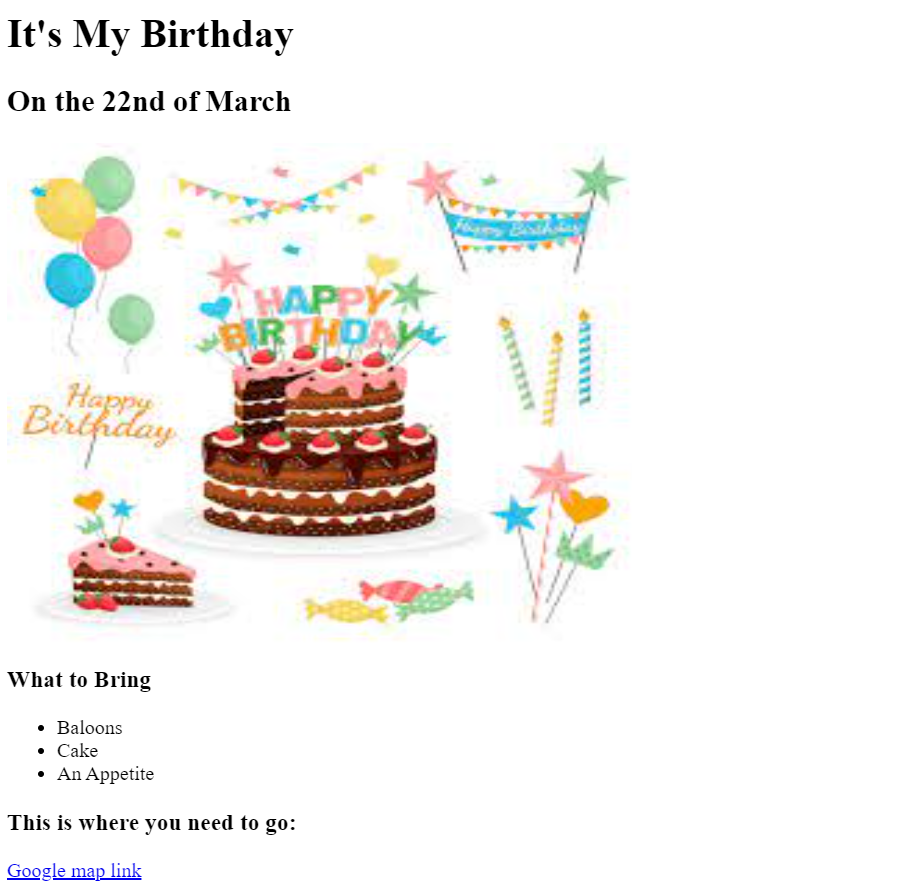 It's My Birthday
On the 22nd of March
Happy Birthday
HAPPY
BIRTHDAY
Happy
Birthday
What to Bring
Baloons
Cake
An Appetite
This is where you need to go:
Google map link